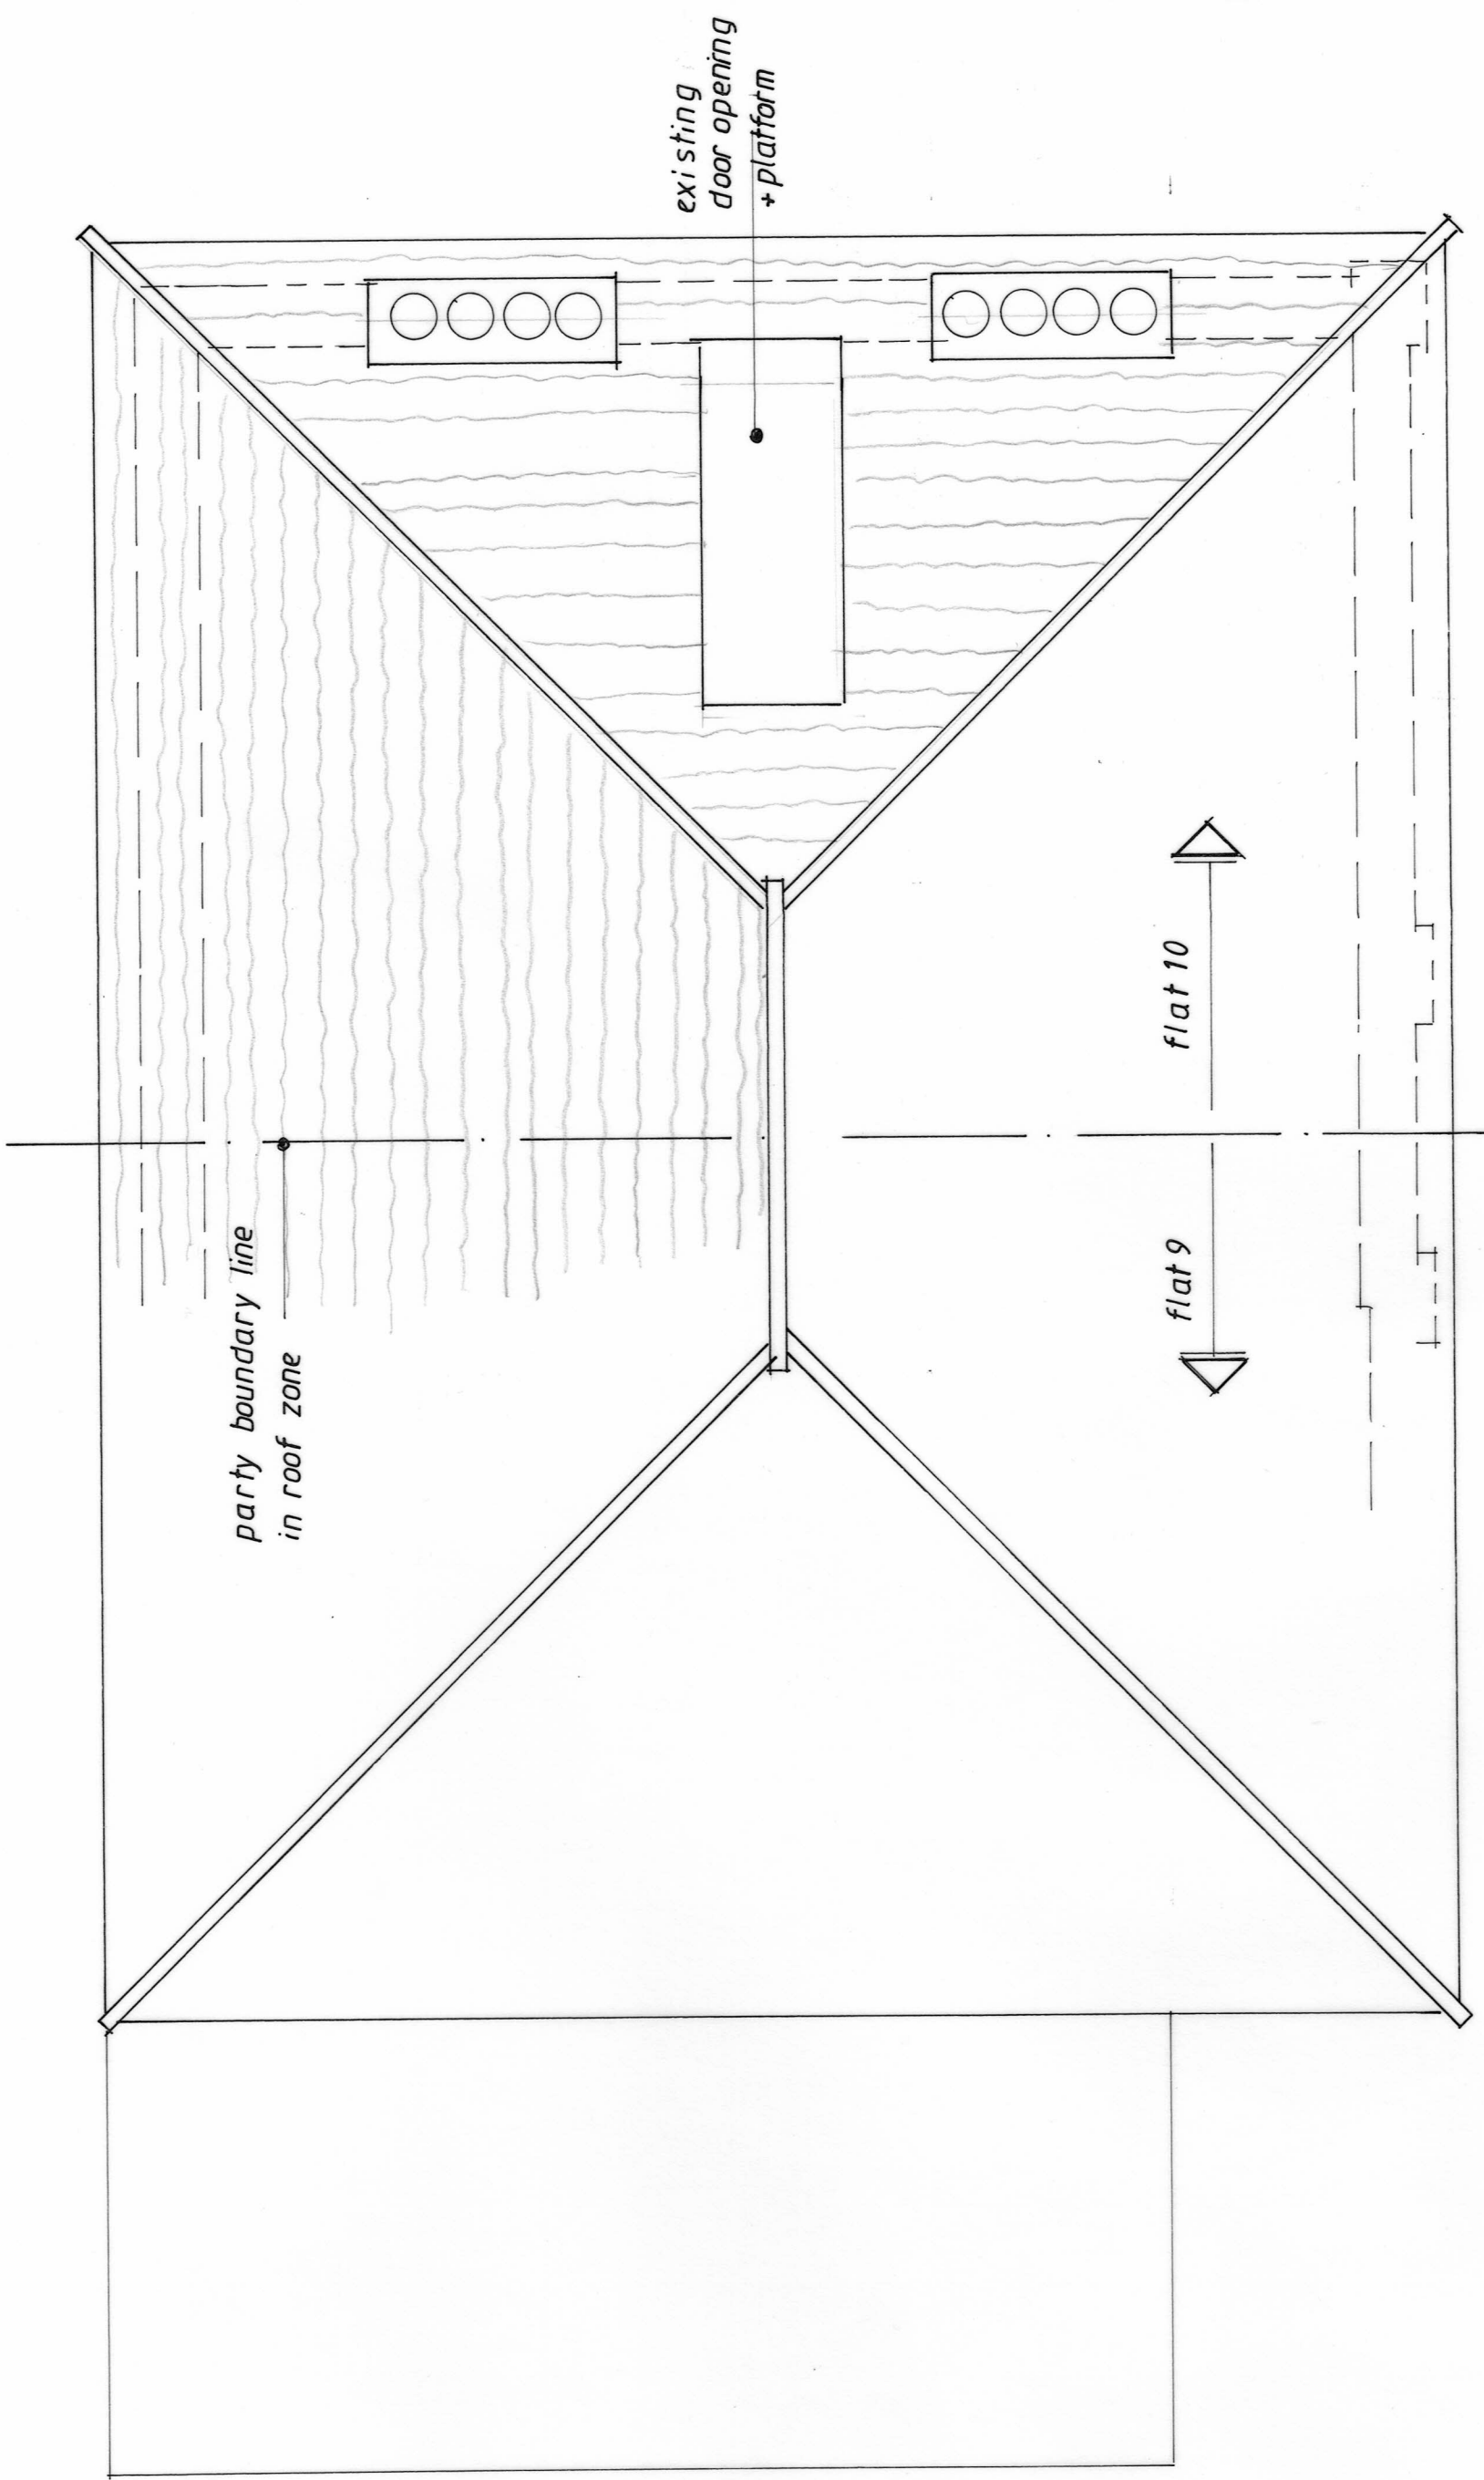 existing
door opening
+platform
party boundary line
in roof zone
flat 9
flat 10